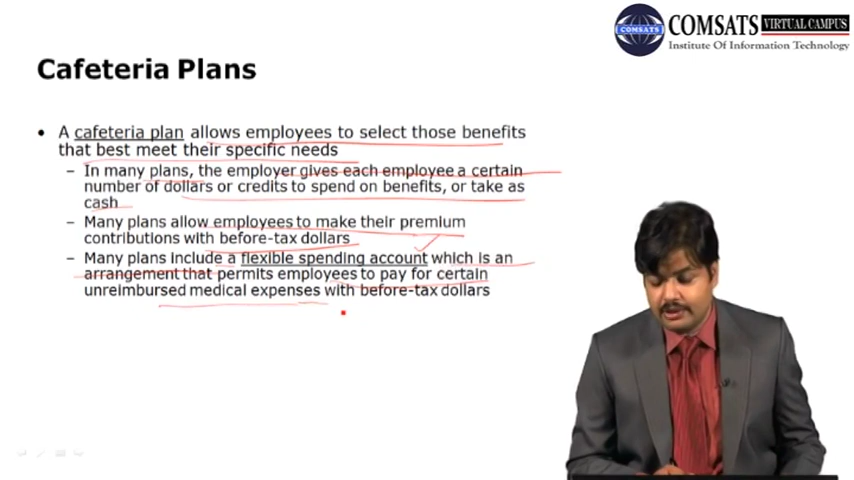 COMSATS
COMSATS VIRTUAL CAMPUS
Institute Of Information Technology
Cafeteria Plans
• A cafeteria plan allows employees to select those benefits
that best meet their specific needs
– In many plans, the employer gives each employee a certain
number of dollars or credits to spend on benefits, or take as
cash
– Many plans allow employees to make their premium
contributions with before-tax dollars
– Many plans include a flexible spending account which is an
arrangement that permits employees to pay for certain
unreimbursed medical expenses with before-tax dollars